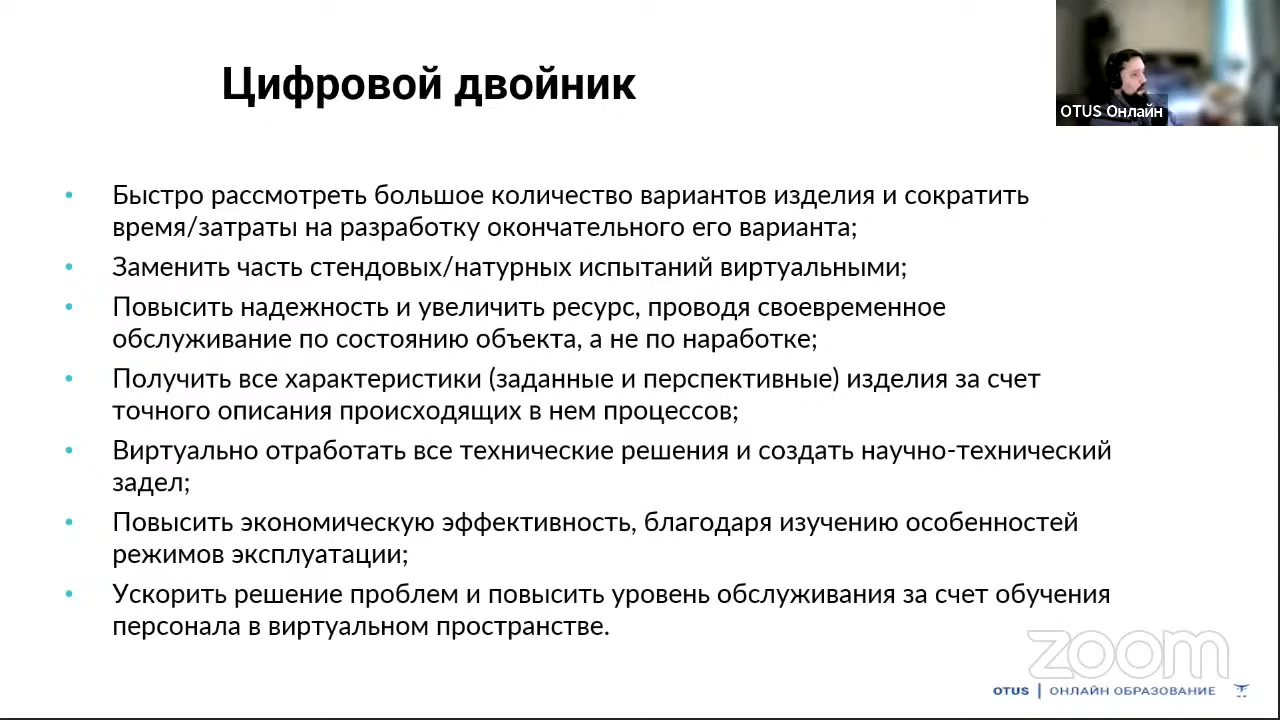 Цифровой двойник
OTUS Онлайн
• Быстро рассмотреть большое количество вариантов изделия и сократить
время/затраты на разработку окончательного его варианта;
• Заменить часть стендовых/натурных испытаний виртуальными;
• Повысить надежность и увеличить ресурс, проводя своевременное
обслуживание по состоянию объекта, а не по наработке;
• Получить все характеристики (заданные и перспективные) изделия за счет
точного описания происходящих в нем процессов;
• Виртуально отработать все технические решения и создать научно-технический
задел;
• Повысить экономическую эффективность, благодаря изучению особенностей
режимов эксплуатации;
• Ускорить решение проблем и повысить уровень обслуживания за счет обучения
персонала в виртуальном пространстве.
zoom
OTUS | ОНЛАЙН ОБРАЗОВАНИЕ